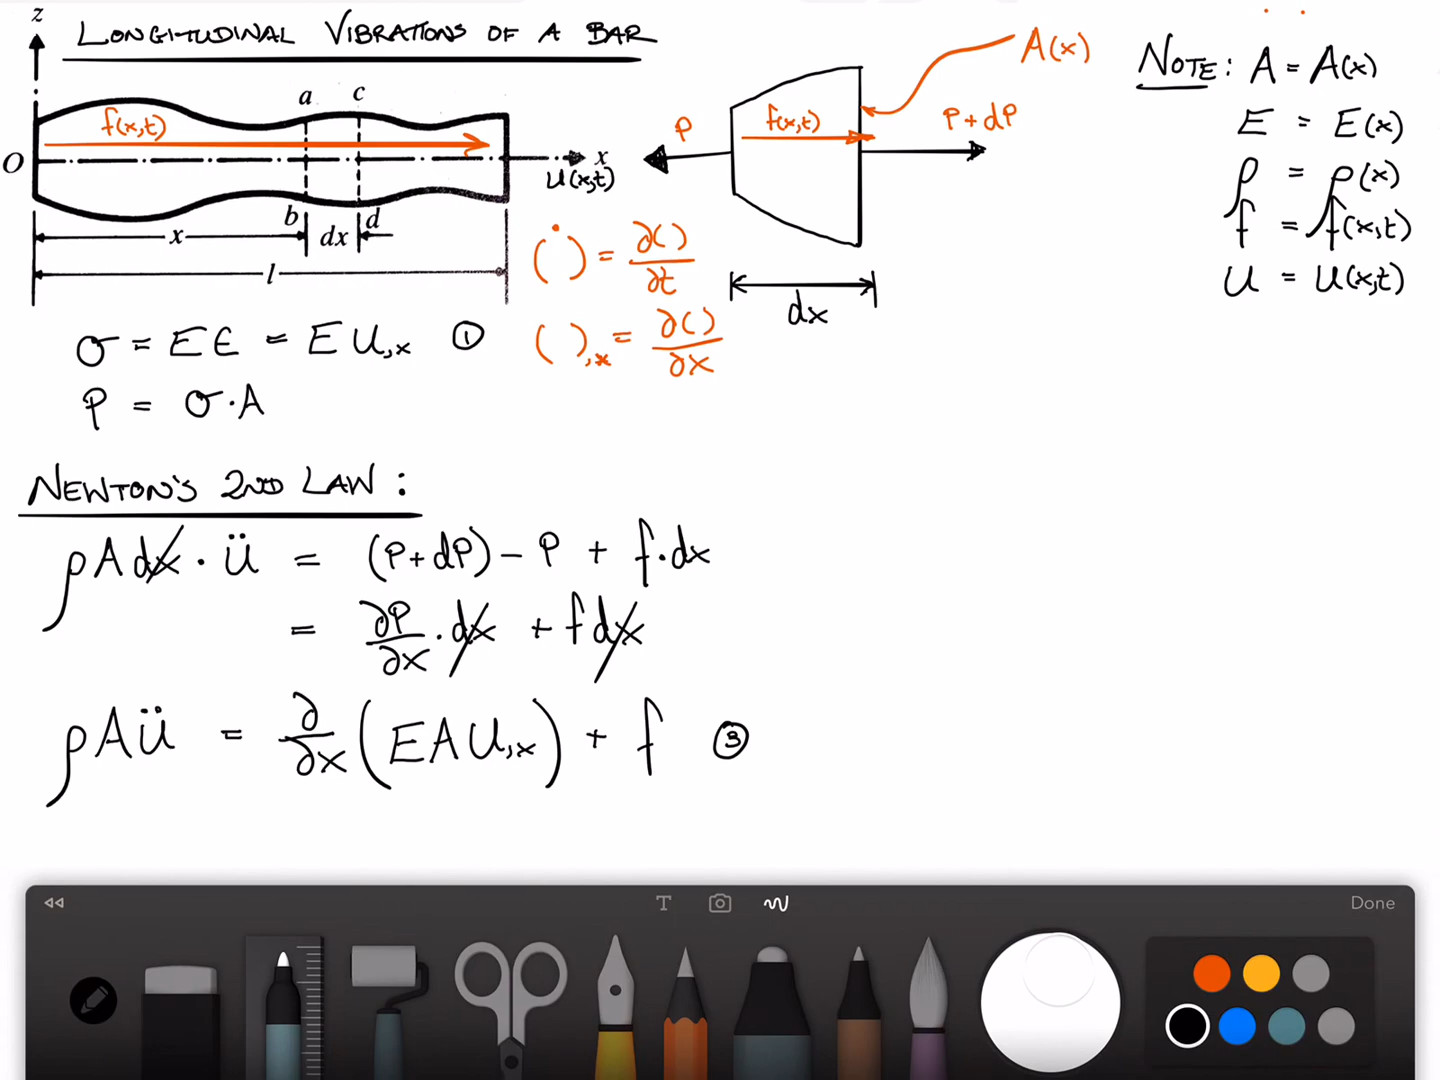 z
LONGITUDINAL VIBRATIONS OF A BAR
a c
f(x,t)
O
x
U(x,t)
b d
x dx
l
A(x)
P f(x,t) P+dP
dx
NOTE: A = A(x)
E = E(x)
ρ = ρ(x)
f = f(x,t)
U = U(x,t)
(˙) = ∂()/∂t
( ),x = ∂()/∂x
σ = Eϵ = EU,x ①
P = σ·A
NEWTON'S 2ND LAW:
ρAdx · ü = (P+dP) - P + f·dx
= ∂P/∂x · dx + fdx
ρAü = ∂/∂x (EAU,x) + f ③
T
Done